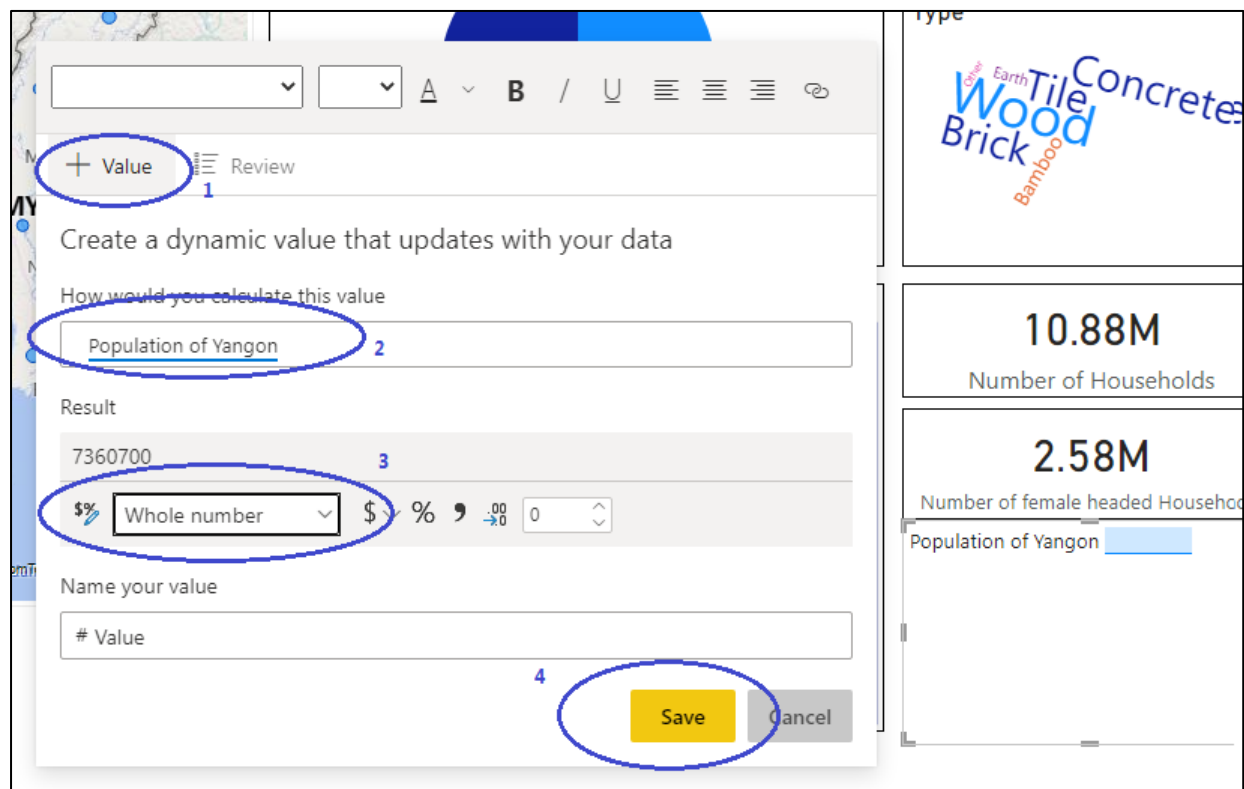 Type
Other
Earth
Tile
Concrete
Wood
Brick
Bamboo
A B / U
+ Value
Review
1
MY
Create a dynamic value that updates with your data
How would you calculate this value
Population of Yangon
2
Result
7360700
3
$% Whole number $ % , .00 →.0 0
Name your value
# Value
4
Save
Cancel
10.88M
Number of Households
2.58M
Number of female headed Househo
Population of Yangon